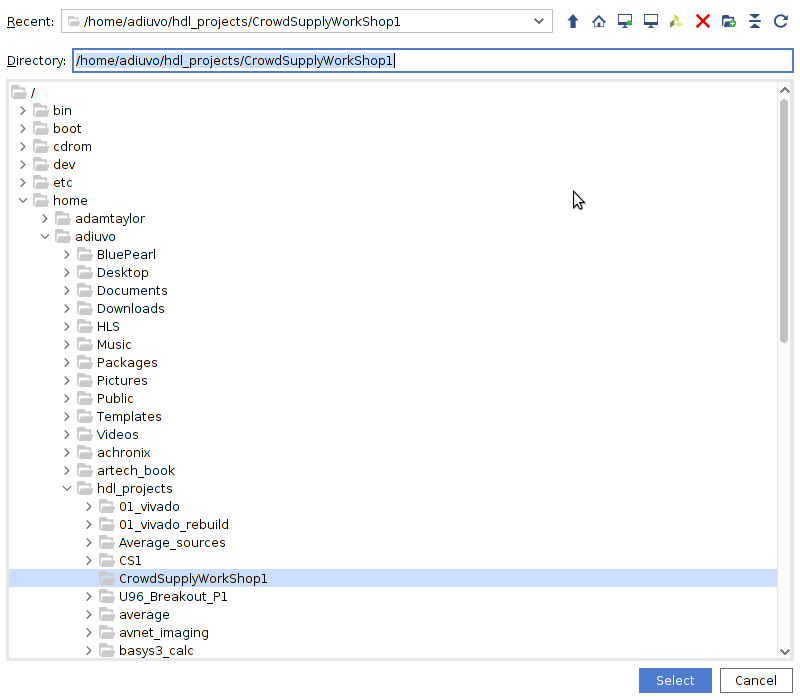 Recent: /home/adiuvo/hdl_projects/CrowdSupplyWorkShop1
Directory: /home/adiuvo/hdl_projects/CrowdSupplyWorkShop1
/
bin
boot
cdrom
dev
etc
home
adamtaylor
adiuvo
BluePearl
Desktop
Documents
Downloads
HLS
Music
Packages
Pictures
Public
Templates
Videos
achronix
artech_book
hdl_projects
01_vivado
01_vivado_rebuild
Average_sources
CS1
CrowdSupplyWorkShop1
U96_Breakout_P1
average
avnet_imaging
basys3_calc
Select Cancel